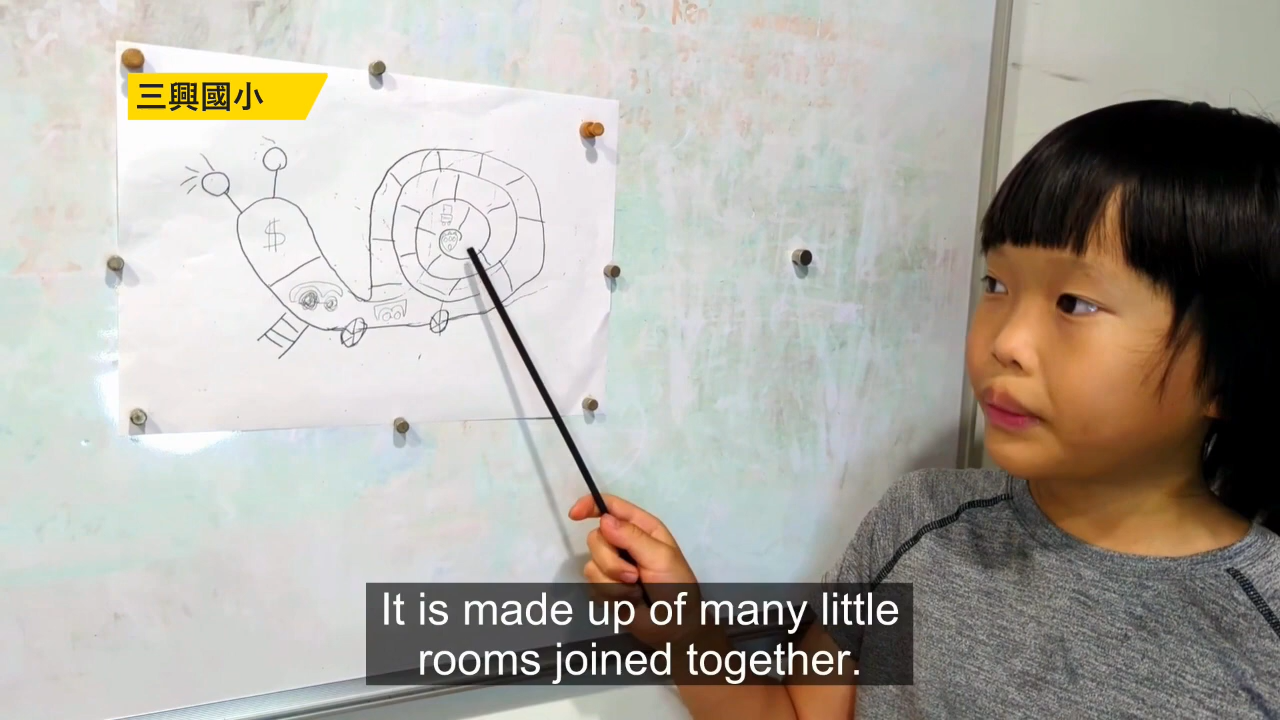 三興國小
$
It is made up of many little
rooms joined together.